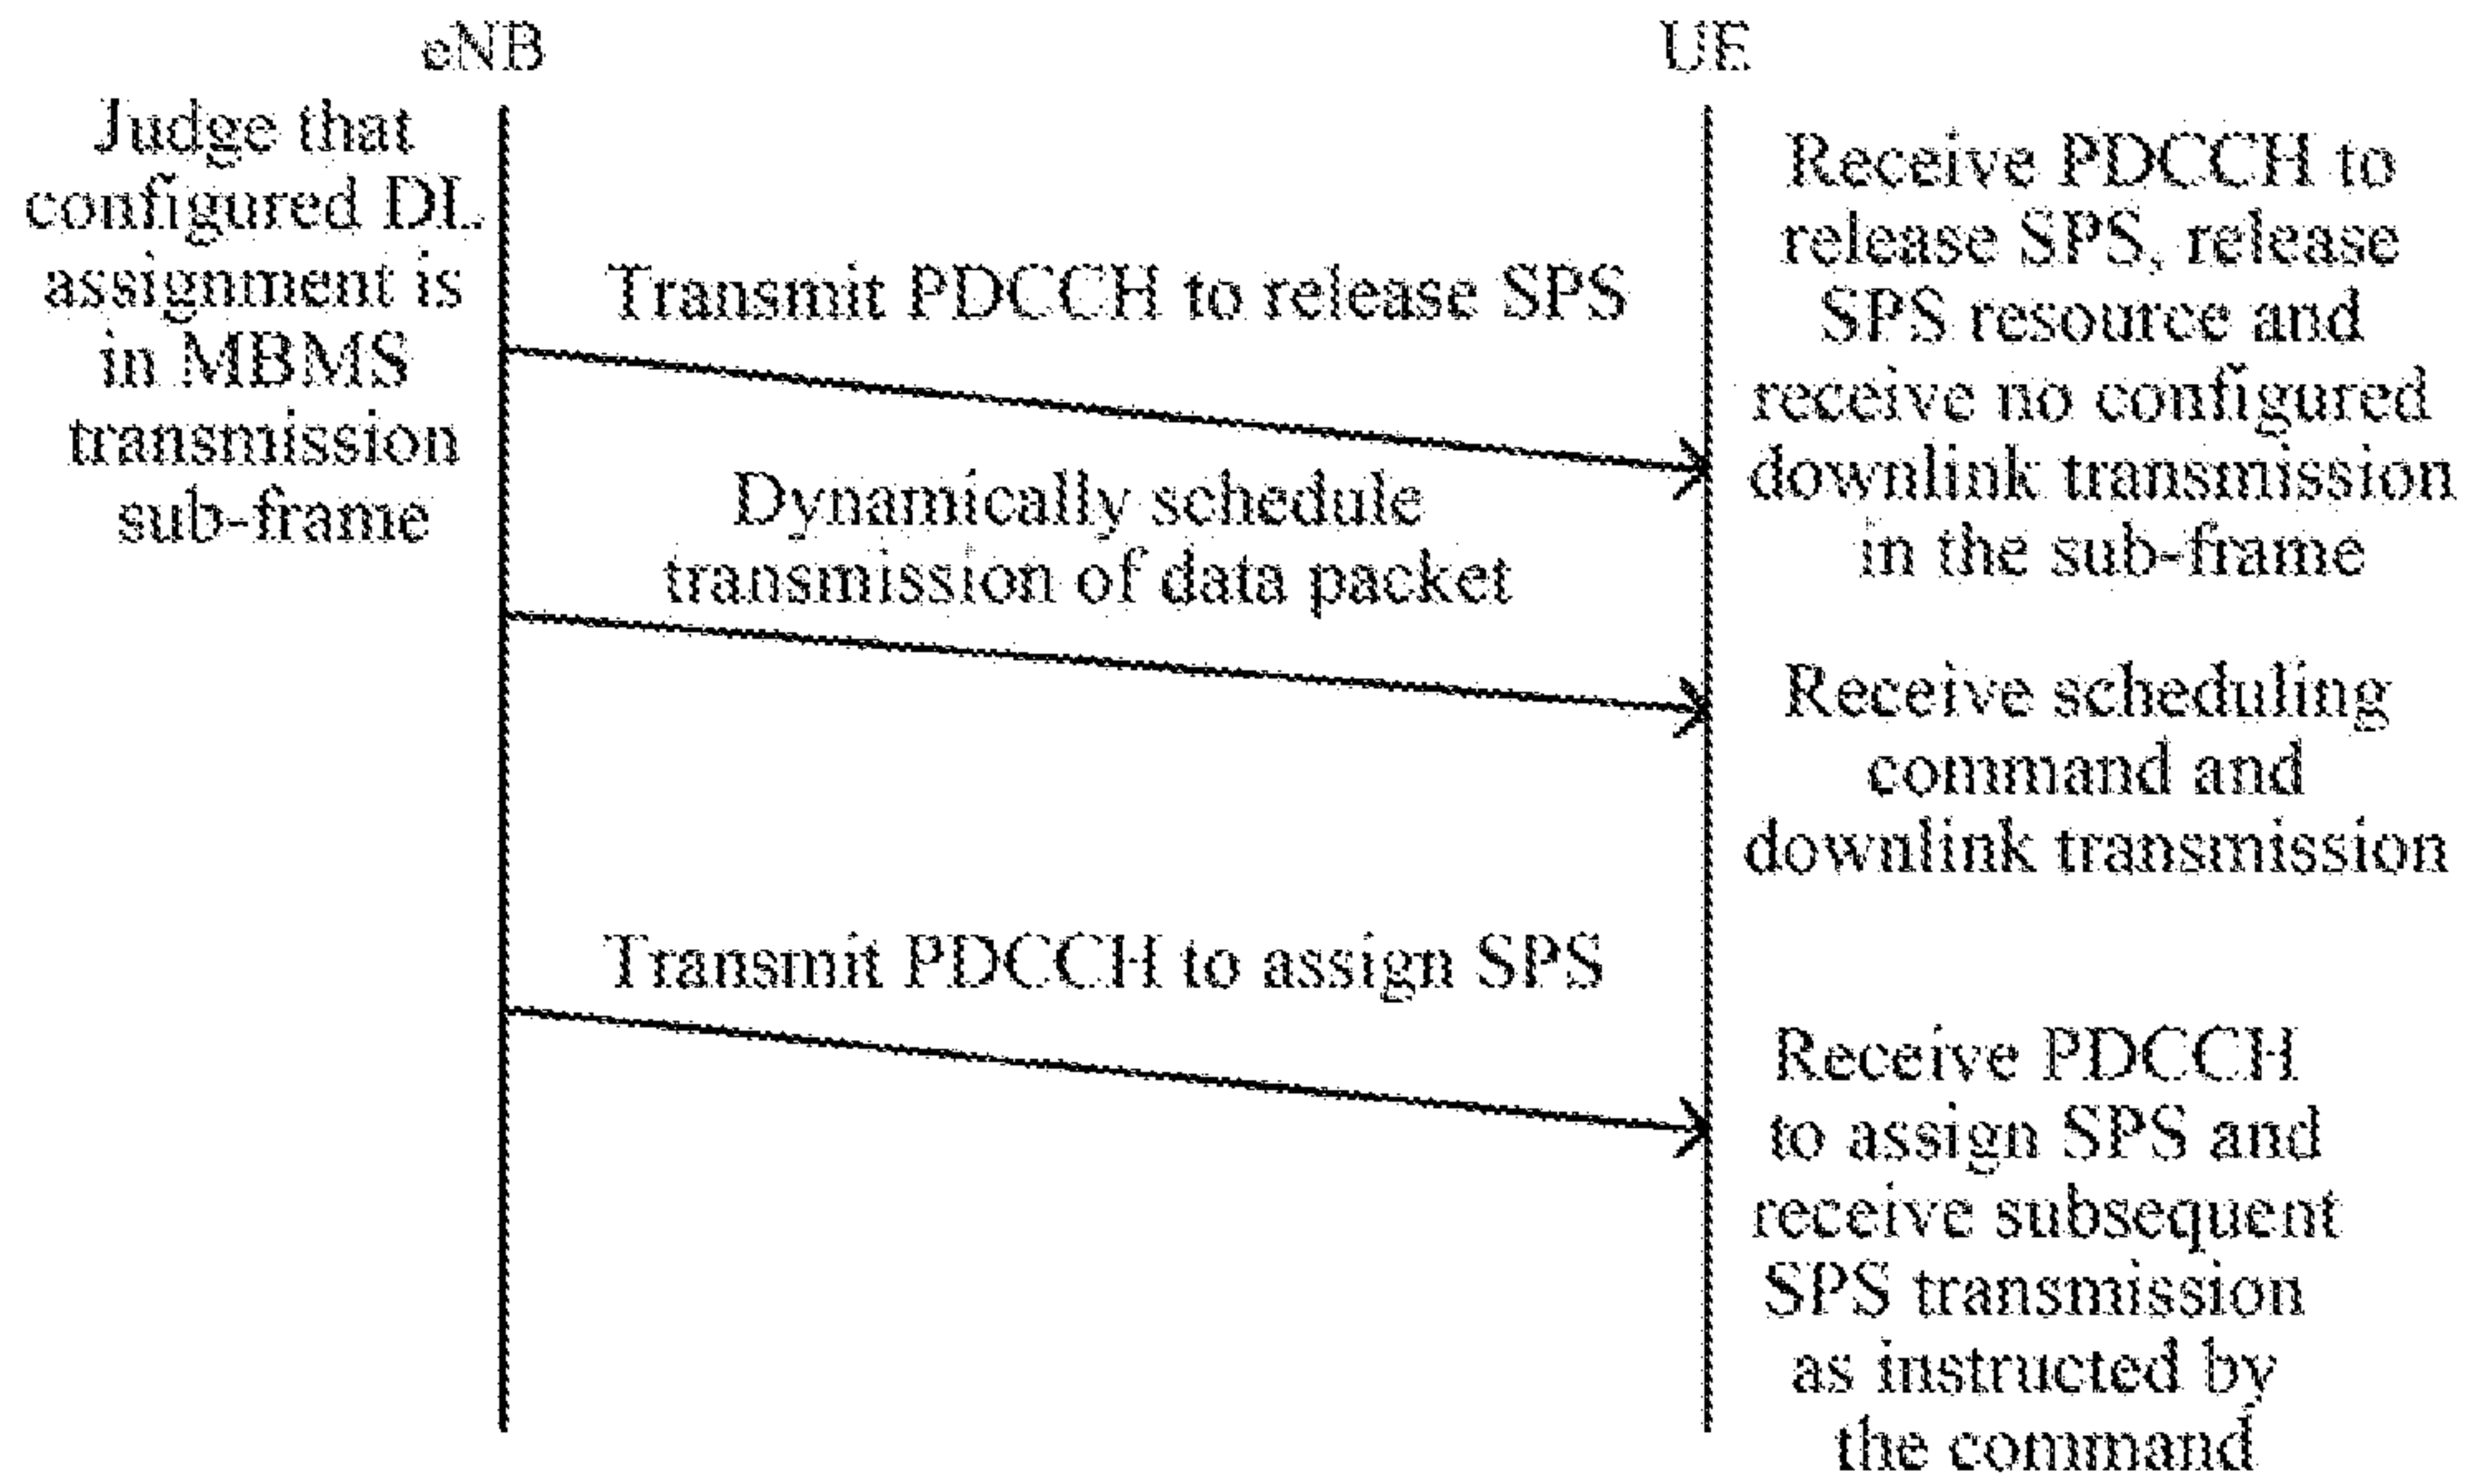 eNB
UE
Judge that
configured DL
assignment is
in MBMS
transmission
sub-frame
Transmit PDCCH to release SPS
Receive PDCCH to
release SPS, release
SPS resource and
receive no configured
downlink transmission
in the sub-frame
Dynamically schedule
transmission of data packet
Receive scheduling
command and
downlink transmission
Transmit PDCCH to assign SPS
Receive PDCCH
to assign SPS and
receive subsequent
SPS transmission
as instructed by
the command